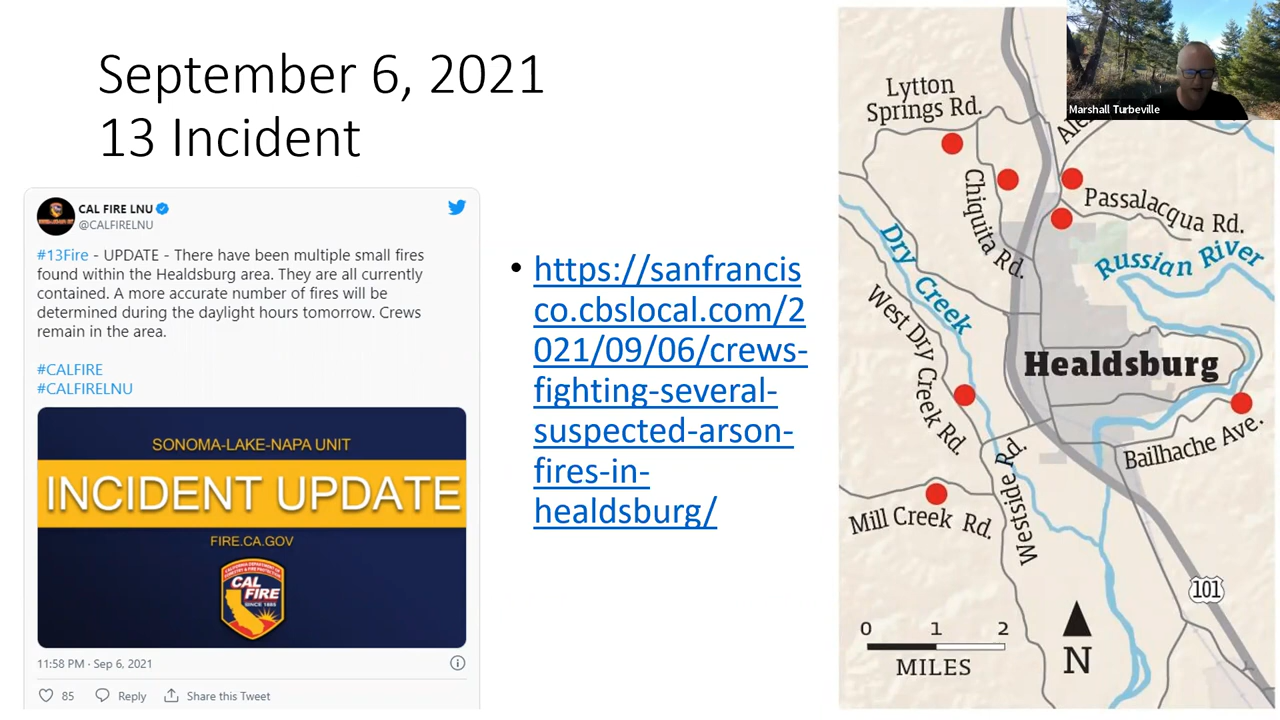 September 6, 2021
13 Incident
CAL FIRE LNU
@CALFIRELNU
#13Fire - UPDATE - There have been multiple small fires
found within the Healdsburg area. They are all currently
contained. A more accurate number of fires will be
determined during the daylight hours tomorrow. Crews
remain in the area.
#CALFIRE
#CALFIRELNU
SONOMA-LAKE-NAPA UNIT
INCIDENT UPDATE
FIRE.CA.GOV
CAL
FIRE
SINCE 1885
11:58 PM · Sep 6, 2021
85
Reply
Share this Tweet
• https://sanfrancis
co.cbslocal.com/2
021/09/06/crews-
fighting-several-
suspected-arson-
fires-in-
healdsburg/
Marshall Turbeville
Lytton
Springs Rd.
Chiquita Rd.
Passalacqua Rd.
Russian River
Dry Creek
West Dry Creek Rd.
Healdsburg
Bailhache Ave.
Westside Rd.
Mill Creek Rd.
101
0 1 2
MILES
N